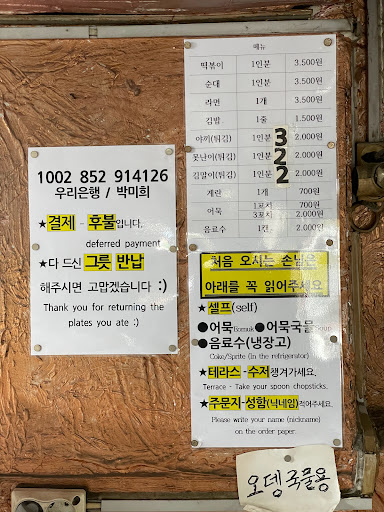 1002 852 914126
우리은행 / 박미희
★결제 - 후불입니다.
deferred payment
★다 드신 그릇 반납
해주시면 고맙겠습니다 :)
Thank you for returning the
plates you ate :)
메뉴
떡볶이 1인분 3.500원
순대 1인분 3.500원
라면 1개 3.500원
김밥 1줄 1.500원
야끼(튀김) 1인분 3 2.000원
못난이(튀김) 1인분 2 2.000원
김말이(튀김) 1인분 2 2.000원
계란 1개 700원
어묵 1꼬치 700원
3꼬치 2.000원
음료수 1캔 2.000원
처음 오시는 손님은
아래를 꼭 읽어주세요
★셀프(self)
●어묵 ●어묵국물
●음료수(냉장고)
Coke/Sprite (in the refrigerator)
★테라스 - 수저챙겨가세요.
Terrace - Take your spoon chopsticks.
★주문지-성함(닉네임)적어주세요.
Please write your name (nickname)
on the order paper.
오뎅국물용